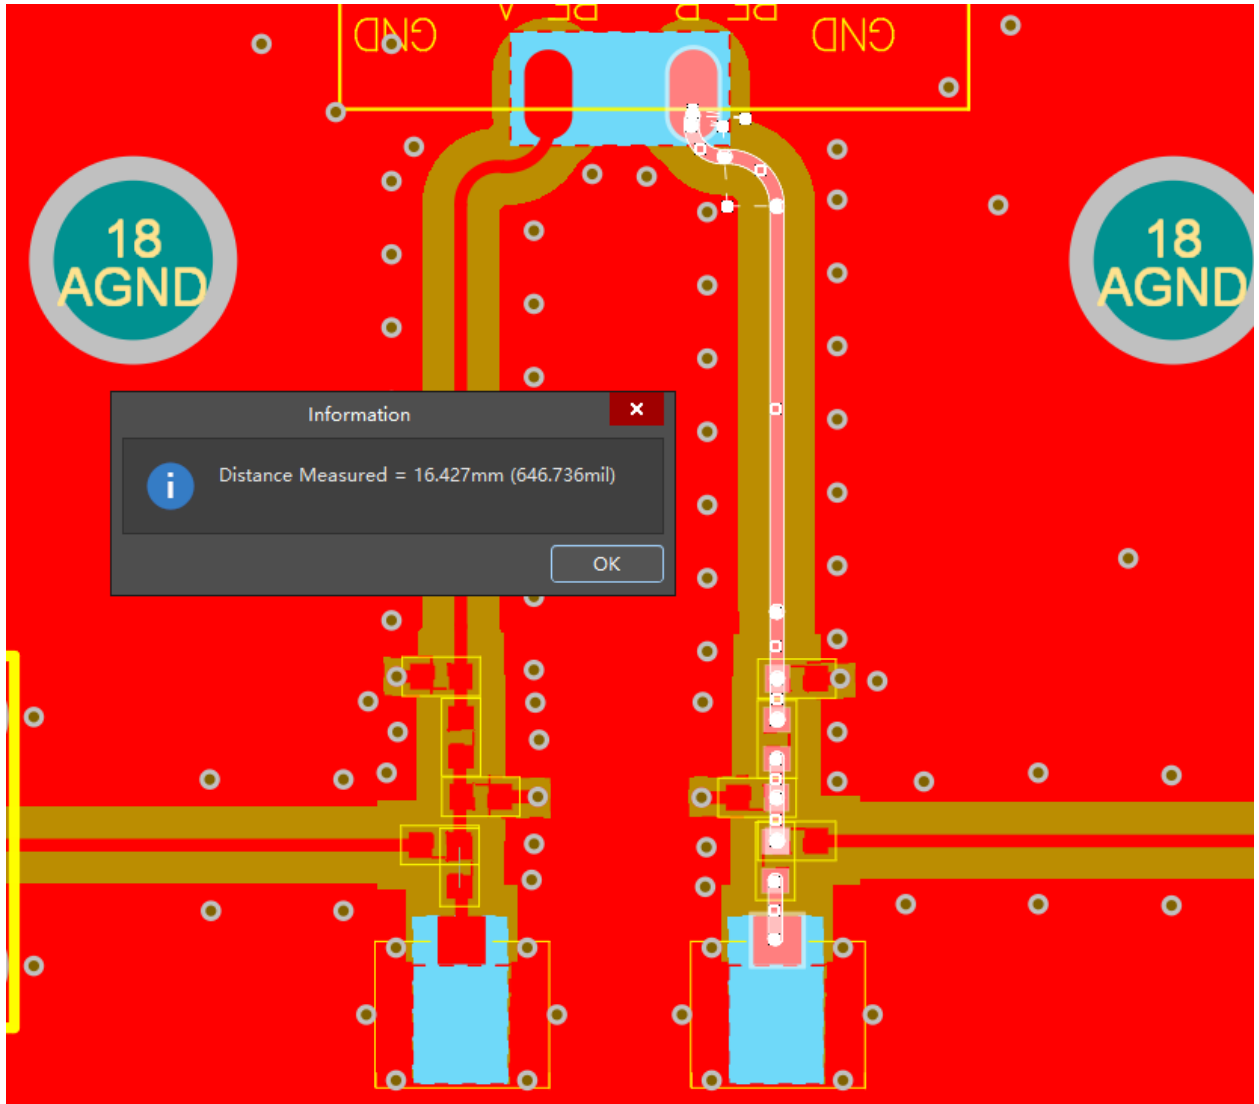 GND
GND
18
AGND
18
AGND
Information
Distance Measured = 16.427mm (646.736mil)
OK